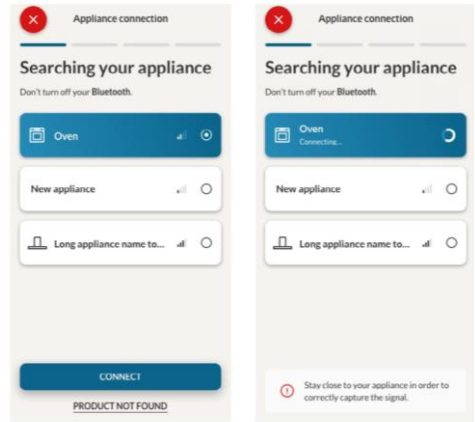 Appliance connection
Searching your appliance
Don't turn off your Bluetooth.
Oven
New appliance
Long appliance name to...
CONNECT
PRODUCT NOT FOUND
Appliance connection
Searching your appliance
Don't turn off your Bluetooth.
Oven
Connecting...
New appliance
Long appliance name to...
Stay close to your appliance in order to
correctly capture the signal.